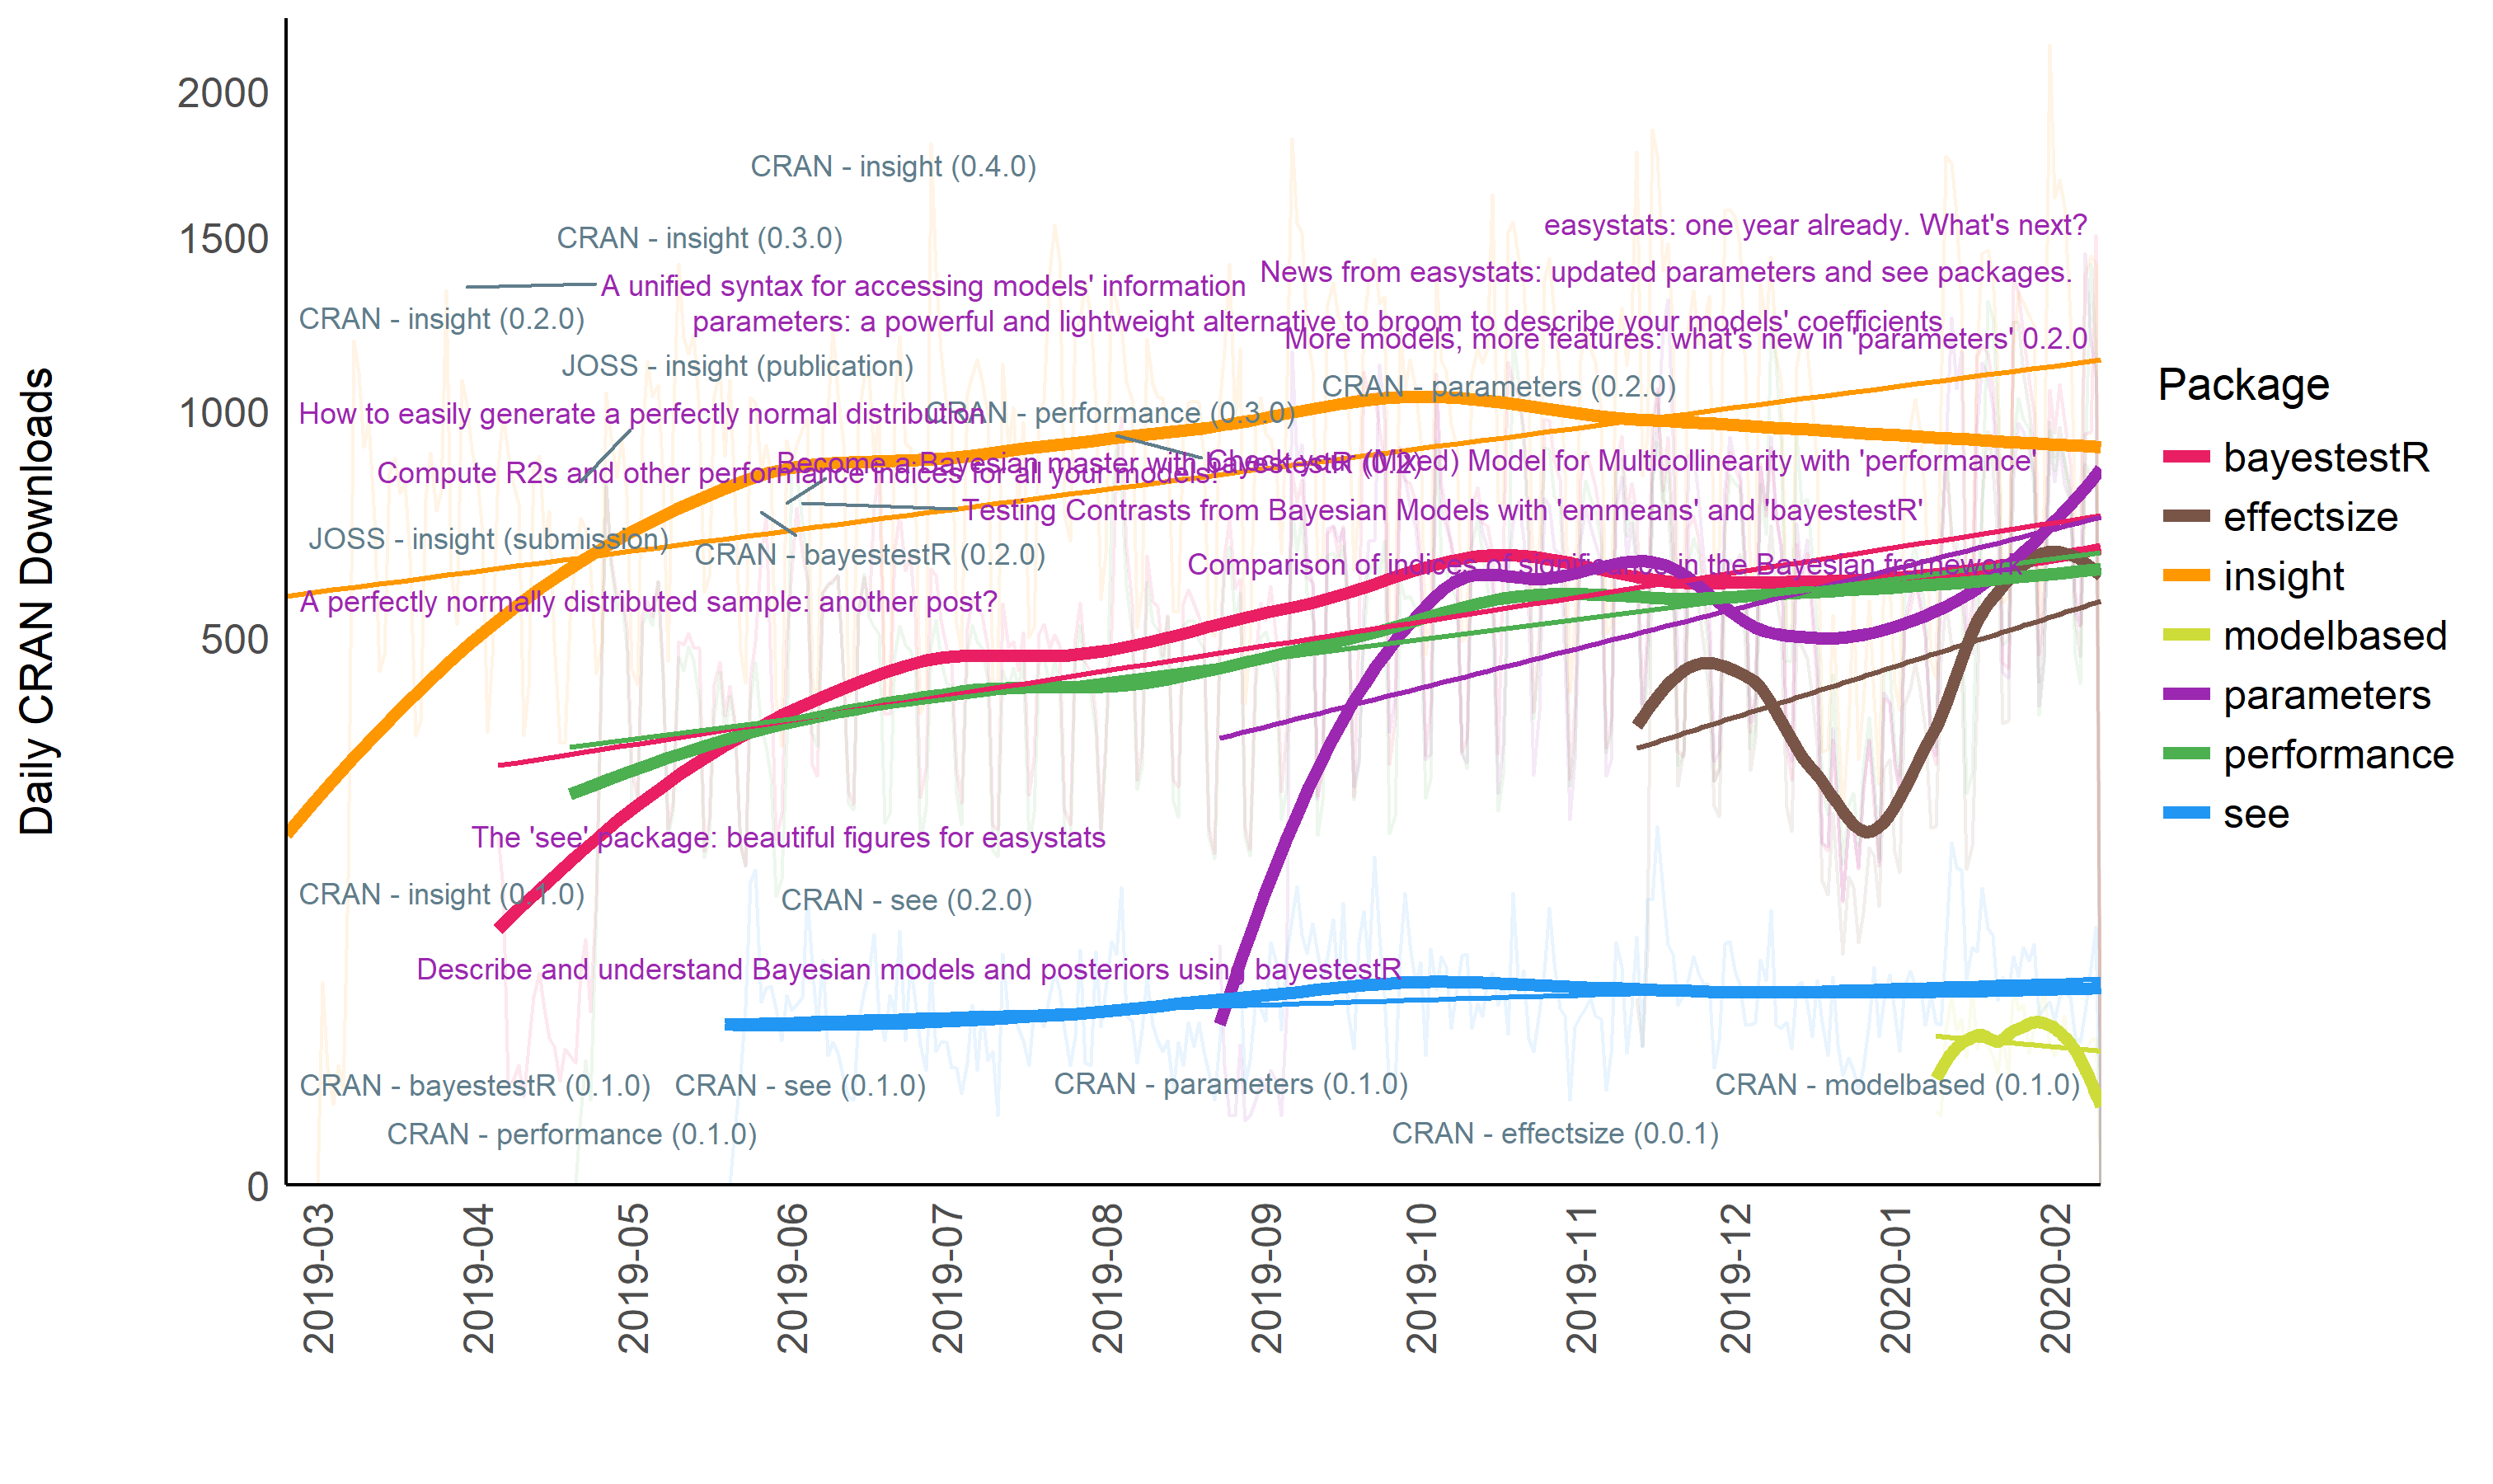 2000
1500
1000
500
0
Daily CRAN Downloads
CRAN - insight (0.4.0)
easystats: one year already. What's next?
CRAN - insight (0.3.0)
News from easystats: updated parameters and see packages.
A unified syntax for accessing models' information
CRAN - insight (0.2.0)
parameters: a powerful and lightweight alternative to broom to describe your models' coefficients
More models, more features: what's new in 'parameters' 0.2.0
JOSS - insight (publication)
CRAN - parameters (0.2.0)
How to easily generate a perfectly normal distribution
CRAN - performance (0.3.0)
Become a Bayesian master with bayestestR (0.2)
Check your (Mixed) Model for Multicollinearity with 'performance'
Compute R2s and other performance indices for all your models!
Testing Contrasts from Bayesian Models with 'emmeans' and 'bayestestR'
JOSS - insight (submission)
CRAN - bayestestR (0.2.0)
Comparison of indices of significance in the Bayesian framework
A perfectly normally distributed sample: another post?
The 'see' package: beautiful figures for easystats
CRAN - insight (0.1.0)
CRAN - see (0.2.0)
Describe and understand Bayesian models and posteriors using bayestestR
CRAN - bayestestR (0.1.0)
CRAN - see (0.1.0)
CRAN - parameters (0.1.0)
CRAN - modelbased (0.1.0)
CRAN - performance (0.1.0)
CRAN - effectsize (0.0.1)
2019-03
2019-04
2019-05
2019-06
2019-07
2019-08
2019-09
2019-10
2019-11
2019-12
2020-01
2020-02
Package
bayestestR
effectsize
insight
modelbased
parameters
performance
see